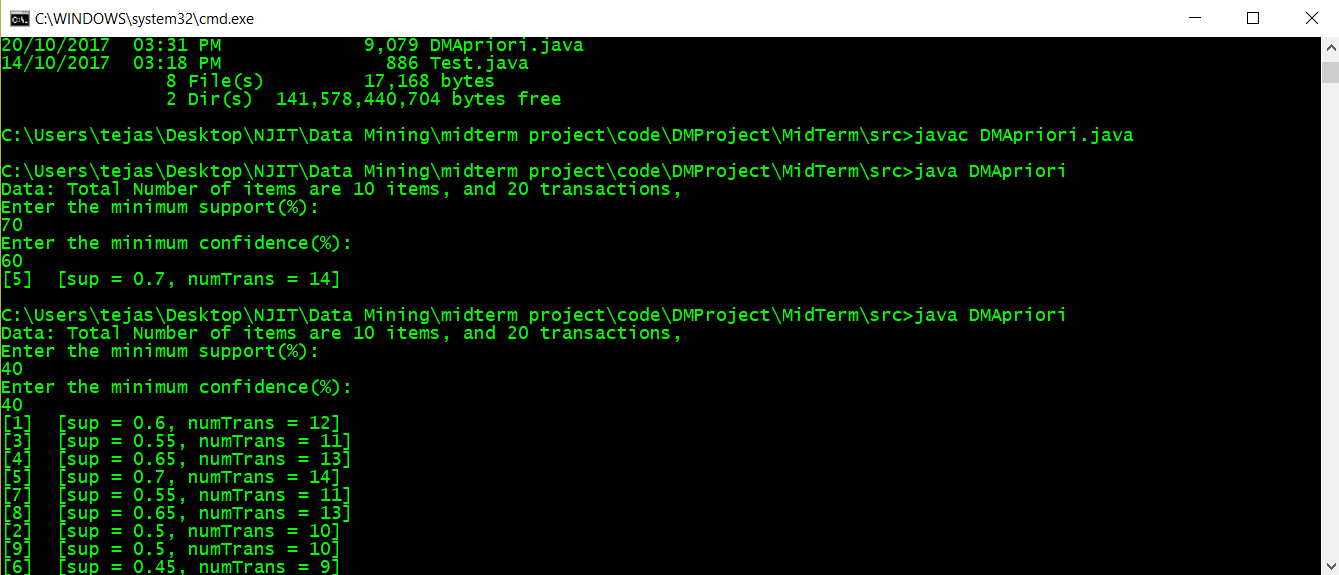 C:\WINDOWS\system32\cmd.exe
20/10/2017  03:31 PM             9,079 DMApriori.java
14/10/2017  03:18 PM               886 Test.java
               8 File(s)         17,168 bytes
               2 Dir(s)  141,578,440,704 bytes free
C:\Users\tejas\Desktop\NJIT\Data Mining\midterm project\code\DMProject\MidTerm\src>javac DMApriori.java
C:\Users\tejas\Desktop\NJIT\Data Mining\midterm project\code\DMProject\MidTerm\src>java DMApriori
Data: Total Number of items are 10 items, and 20 transactions,
Enter the minimum support(%):
70
Enter the minimum confidence(%):
60
[5]  [sup = 0.7, numTrans = 14]
C:\Users\tejas\Desktop\NJIT\Data Mining\midterm project\code\DMProject\MidTerm\src>java DMApriori
Data: Total Number of items are 10 items, and 20 transactions,
Enter the minimum support(%):
40
Enter the minimum confidence(%):
40
[1]  [sup = 0.6, numTrans = 12]
[3]  [sup = 0.55, numTrans = 11]
[4]  [sup = 0.65, numTrans = 13]
[5]  [sup = 0.7, numTrans = 14]
[7]  [sup = 0.55, numTrans = 11]
[8]  [sup = 0.65, numTrans = 13]
[2]  [sup = 0.5, numTrans = 10]
[9]  [sup = 0.5, numTrans = 10]
[6]  [sup = 0.45, numTrans = 9]